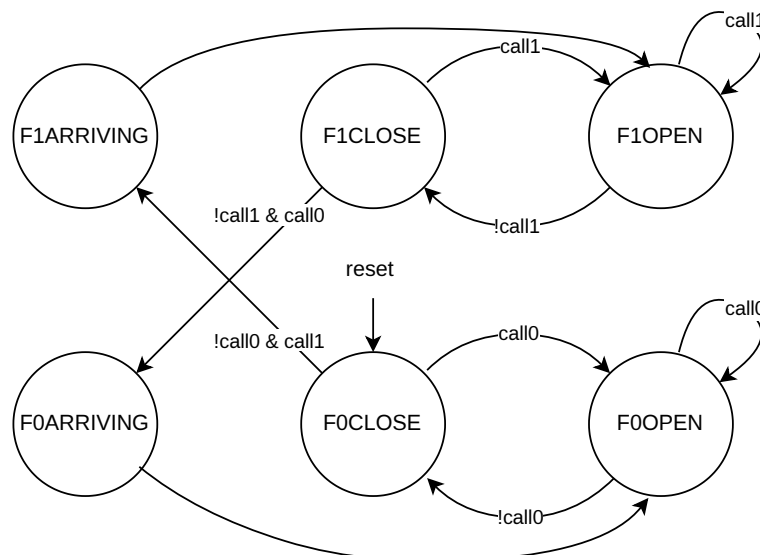 call1
call1
F1ARRIVING
F1CLOSE
F1OPEN
!call1 & call0
!call1
reset
!call0 & call1
call0
call0
F0ARRIVING
F0CLOSE
F0OPEN
!call0